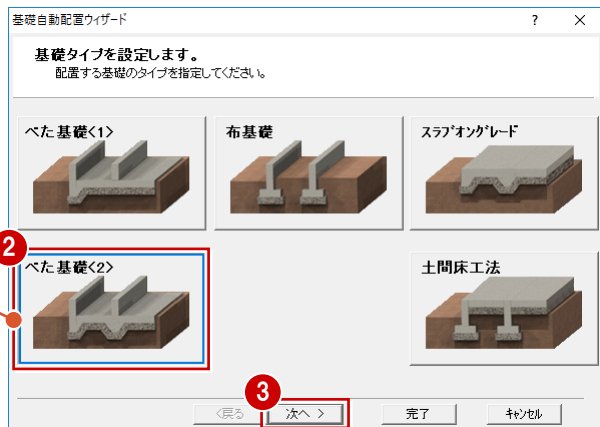 基礎自動配置ウィザード ? ×
基礎タイプを設定します。
配置する基礎のタイプを指定してください。
べた基礎<1>
布基礎
スラブオングレード
2
べた基礎<2>
土間床工法
3
<戻る
次へ >
完了
キャンセル